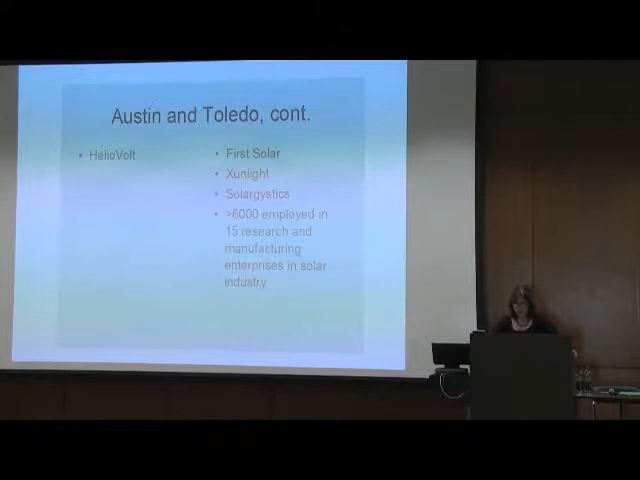 Austin and Toledo, cont.
• HelioVolt
• First Solar
• Xunlight
• Solargystics
• >6000 employed in
15 research and
manufacturing
enterprises in solar
industry